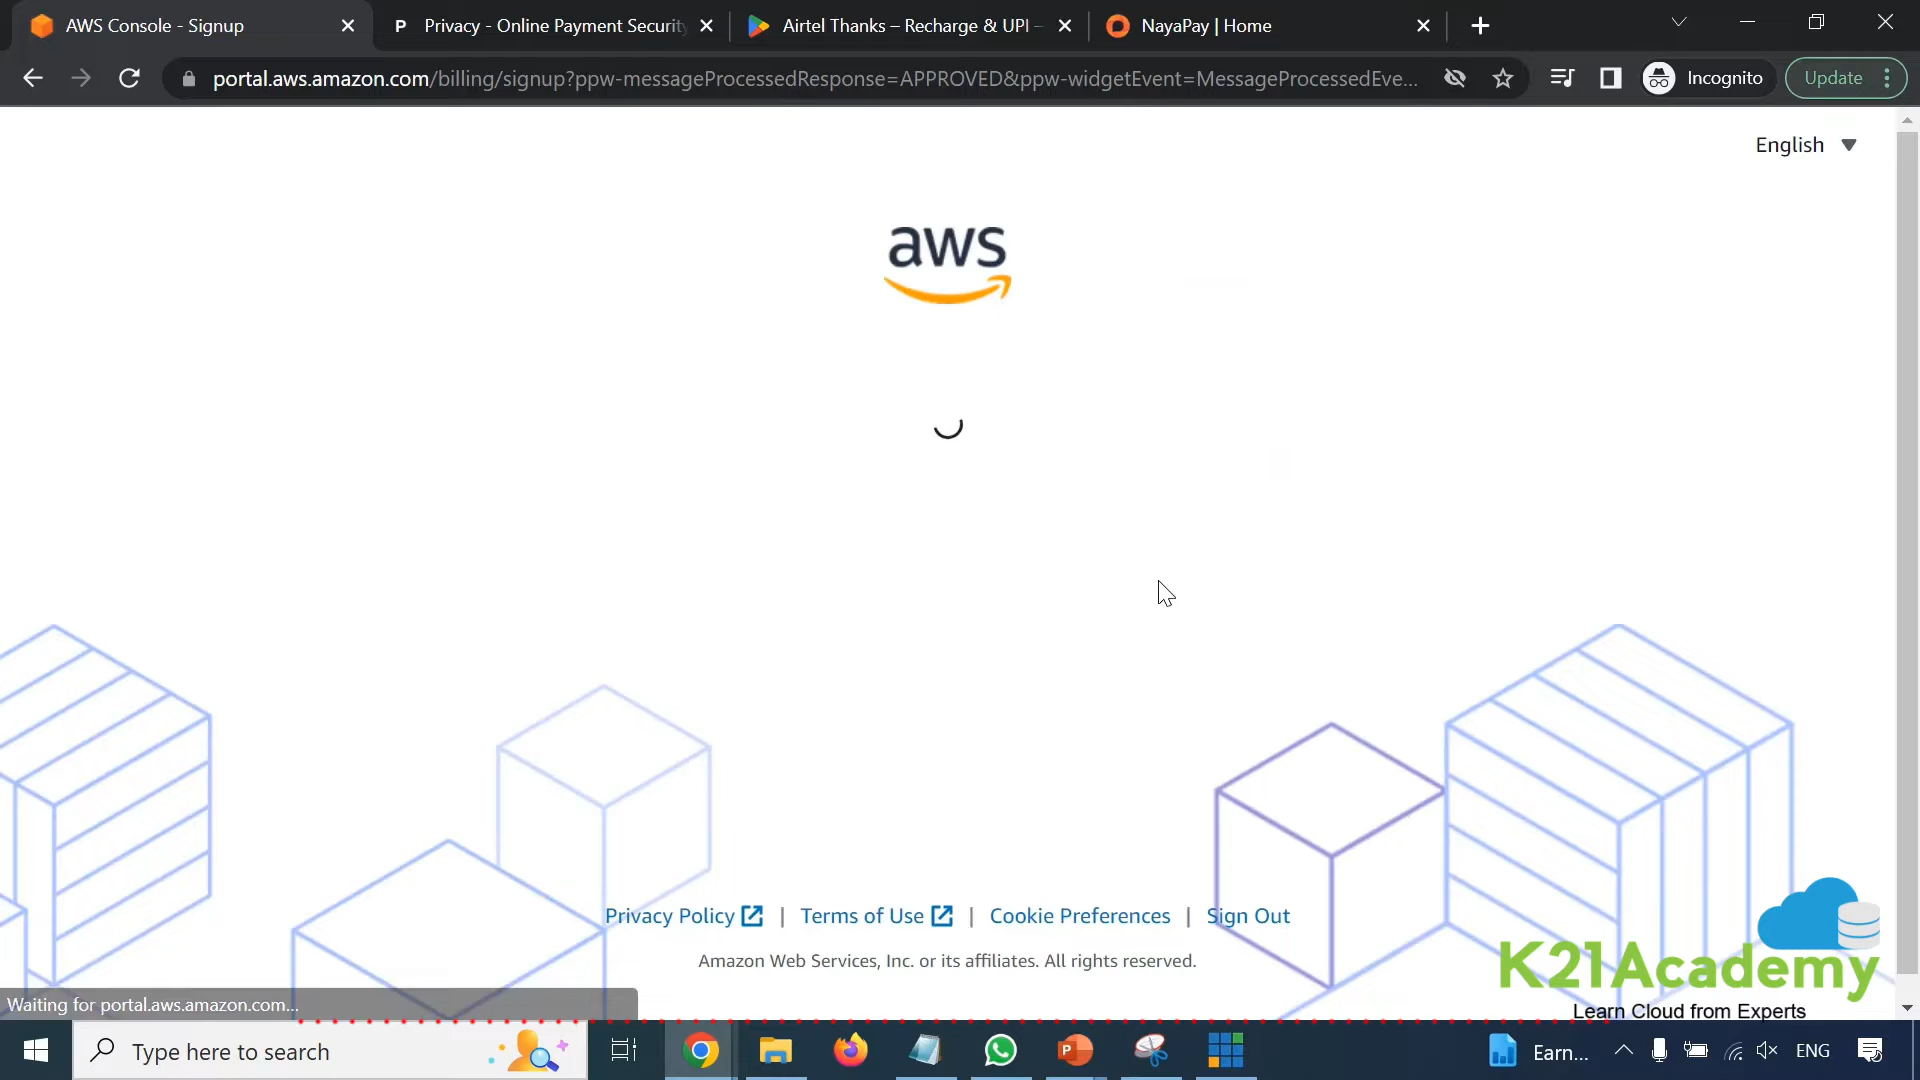 AWS Console - Signup
P Privacy - Online Payment Security
Airtel Thanks – Recharge & UPI –
NayaPay | Home
portal.aws.amazon.com/billing/signup?ppw-messageProcessedResponse=APPROVED&ppw-widgetEvent=MessageProcessedEve...
Incognito
Update
English
aws
Privacy Policy | Terms of Use | Cookie Preferences | Sign Out
Amazon Web Services, Inc. or its affiliates. All rights reserved.
K21Academy
Learn Cloud from Experts
Waiting for portal.aws.amazon.com...
Type here to search
P
Earn...
ENG